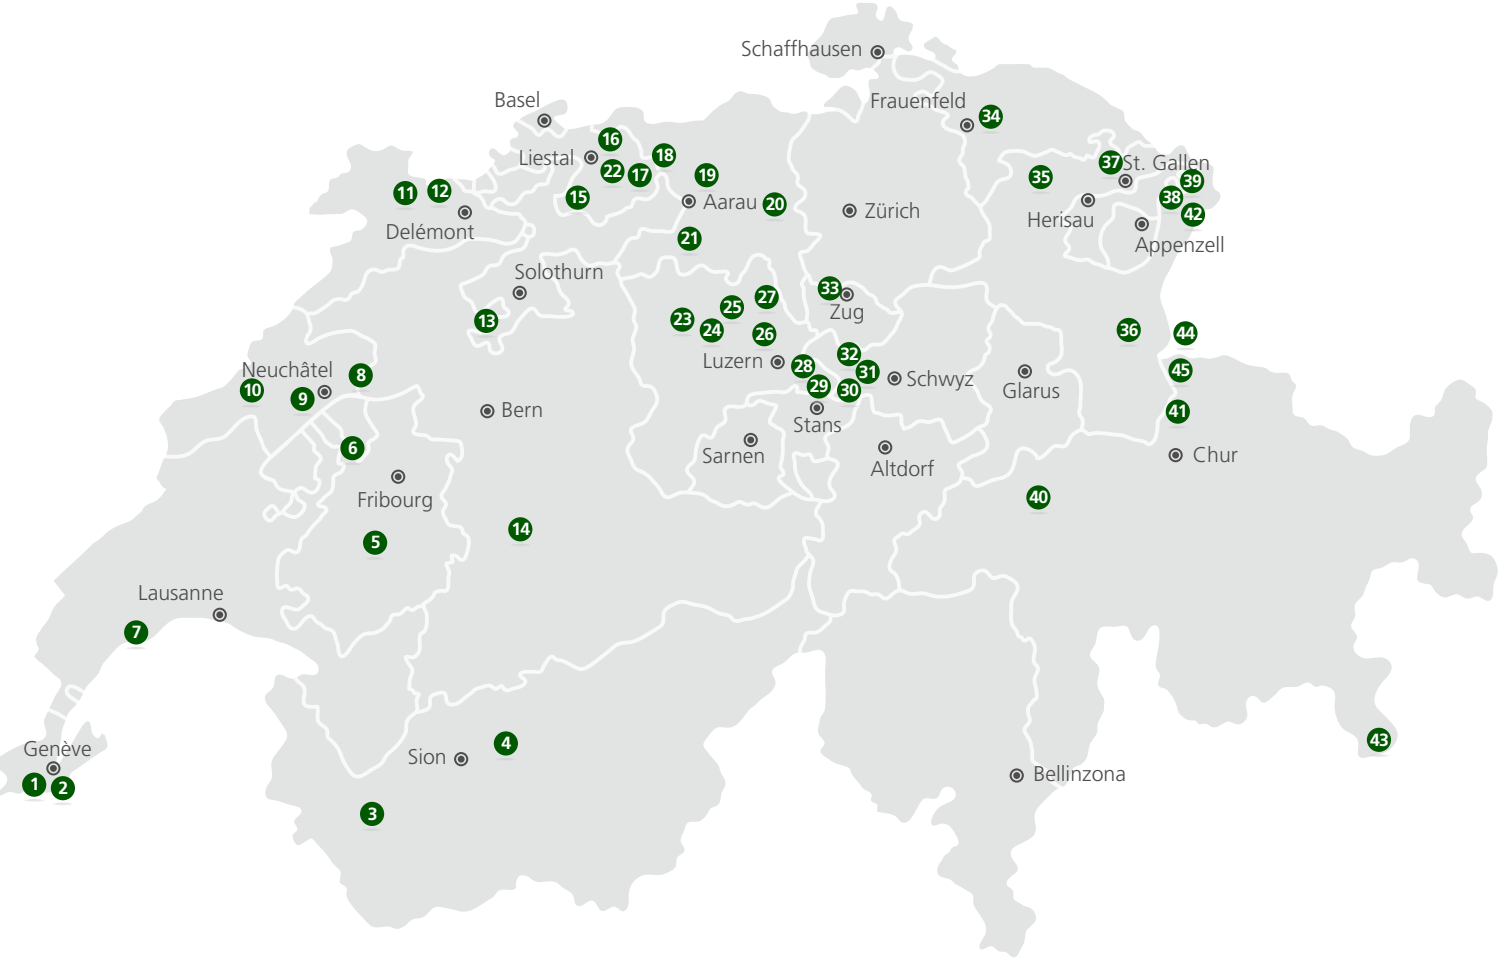 Schaffhausen
Basel
Frauenfeld
34
16
Liestal
18
37
St. Gallen
22
17
19
35
39
11
12
15
Aarau
20
38
Zürich
Herisau
42
Delémont
21
Appenzell
Solothurn
33
27
25
Zug
13
23
24
26
36
44
32
Luzern
28
Neuchâtel
8
31
Schwyz
45
10
9
29
30
Glarus
Bern
41
Stans
6
Sarnen
Altdorf
Chur
Fribourg
40
5
14
Lausanne
7
Genève
4
43
Sion
1
2
Bellinzona
3